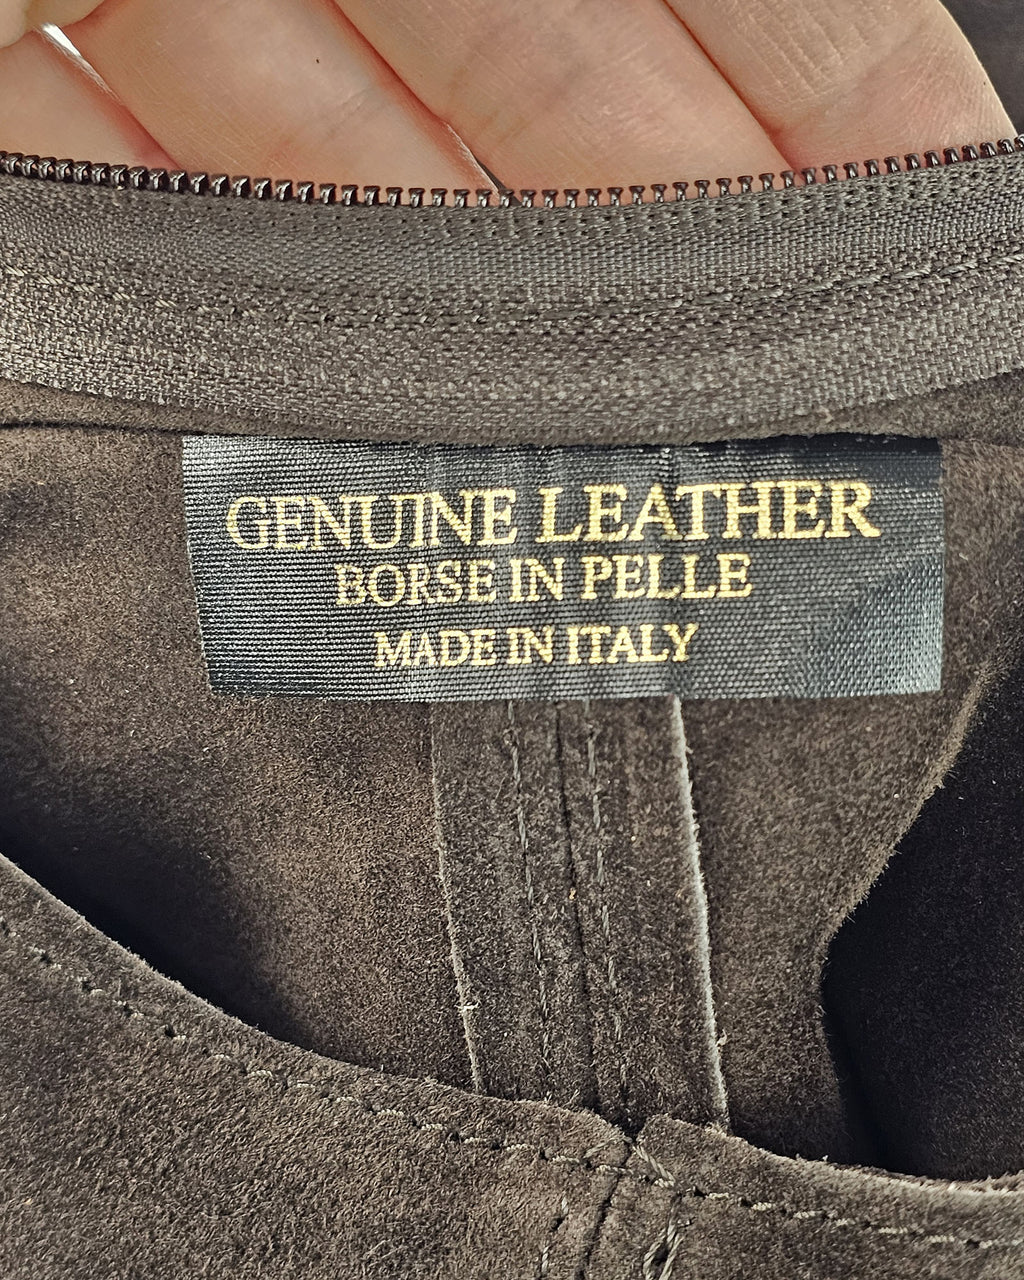 GENUINE LEATHER
BORSE IN PELLE
MADE IN ITALY